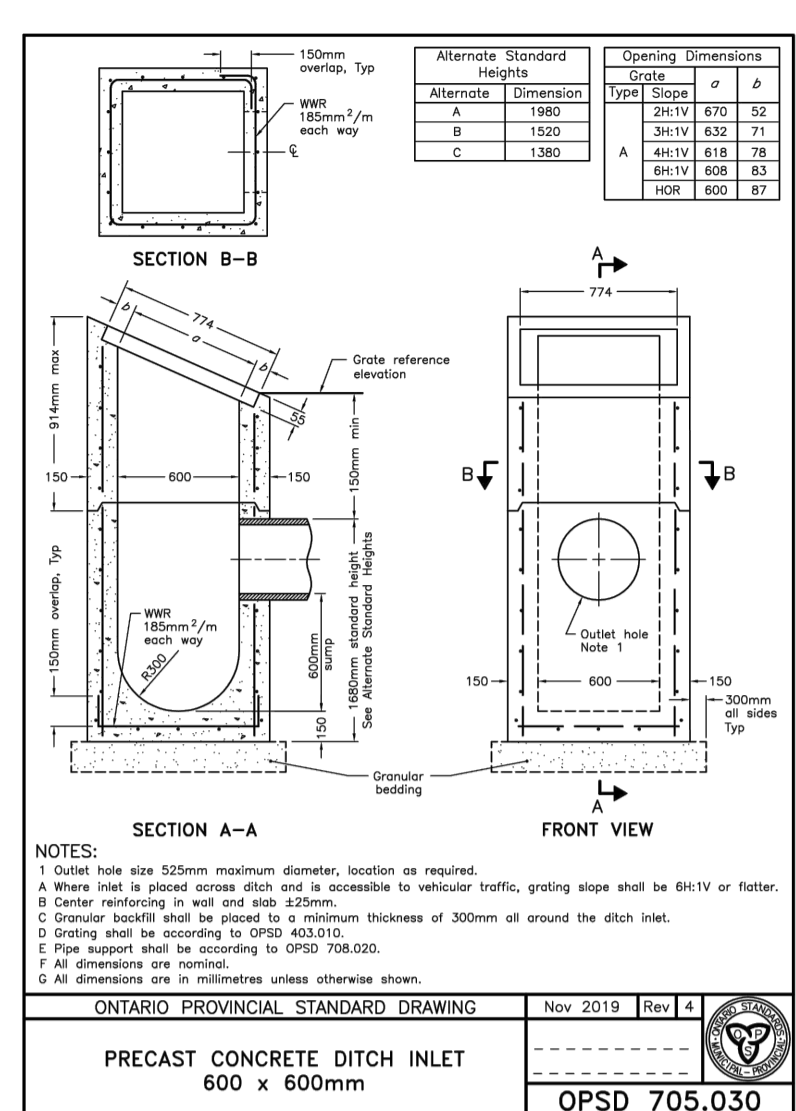 150mm
overlap, Typ
WWR
185mm²/m
each way
℄
SECTION B-B
Alternate Standard
Heights
Alternate Dimension
A 1980
B 1520
C 1380
Opening Dimensions
Grate a b
Type Slope
A
2H:1V 670 52
3H:1V 632 71
4H:1V 618 78
6H:1V 608 83
HOR 600 87
774
b
a
b
Grate reference
elevation
55
914mm max
150mm min
150
600
150
150mm overlap, Typ
WWR
185mm²/m
each way
R300
600mm
sump
150
1680mm standard height
See Alternate Standard Heights
Granular
bedding
SECTION A-A
A
774
B
B
Outlet hole
Note 1
150
600
150
300mm
all sides
Typ
A
FRONT VIEW
NOTES:
1 Outlet hole size 525mm maximum diameter, location as required.
A Where inlet is placed across ditch and is accessible to vehicular traffic, grating slope shall be 6H:1V or flatter.
B Center reinforcing in wall and slab ±25mm.
C Granular backfill shall be placed to a minimum thickness of 300mm all around the ditch inlet.
D Grating shall be according to OPSD 403.010.
E Pipe support shall be according to OPSD 708.020.
F All dimensions are nominal.
G All dimensions are in millimetres unless otherwise shown.
ONTARIO PROVINCIAL STANDARD DRAWING
Nov 2019 Rev 4
PRECAST CONCRETE DITCH INLET
600 x 600mm
ONTARIO STANDARDS
MUNICIPAL - PROVINCIAL
O P
S
OPSD 705.030